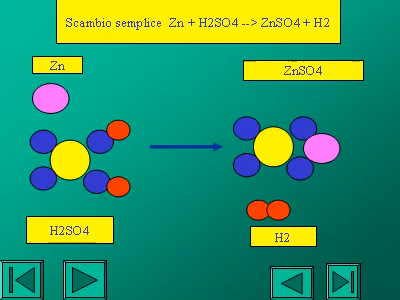 Scambio semplice Zn + H2SO4 --> ZnSO4 + H2
Zn
ZnSO4
H2SO4
H2